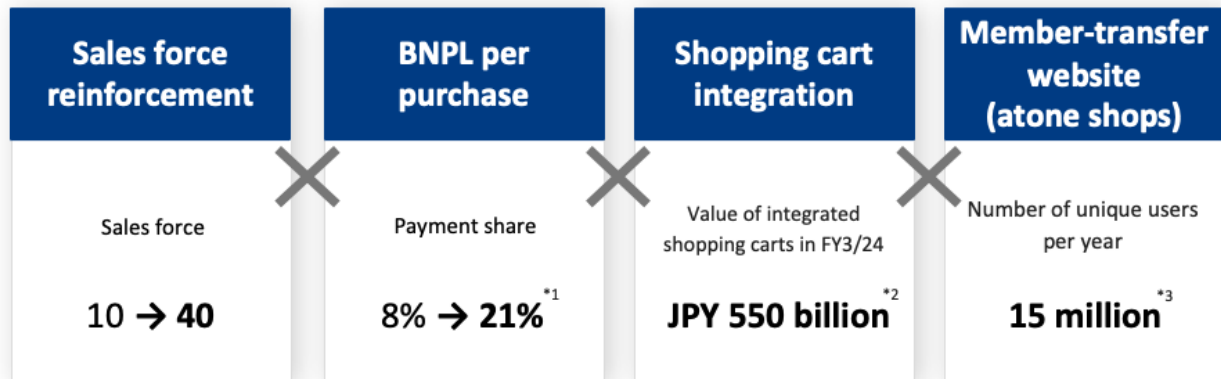 Sales force
reinforcement
Sales force
10 → 40
BNPL per
purchase
Payment share
8% → 21%*1
Shopping cart
integration
Value of integrated
shopping carts in FY3/24
JPY 550 billion*2
Member-transfer
website
(atone shops)
Number of unique users
per year
15 million*3